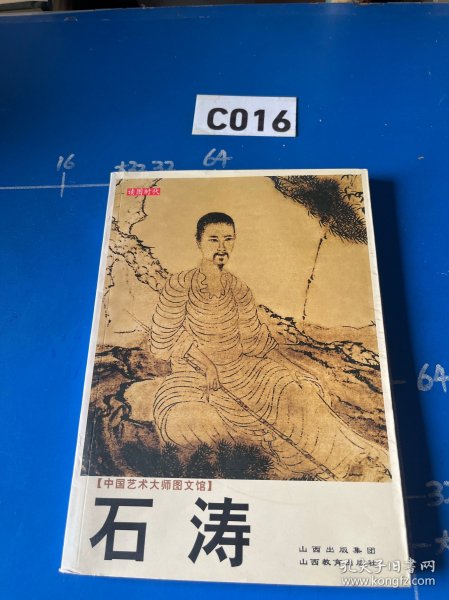 C016
16
32
64
读图时代
64
【中国艺术大师图文馆】
石涛
山西出版集团
山西教育出版社
孔夫子旧书网
kongfz.com